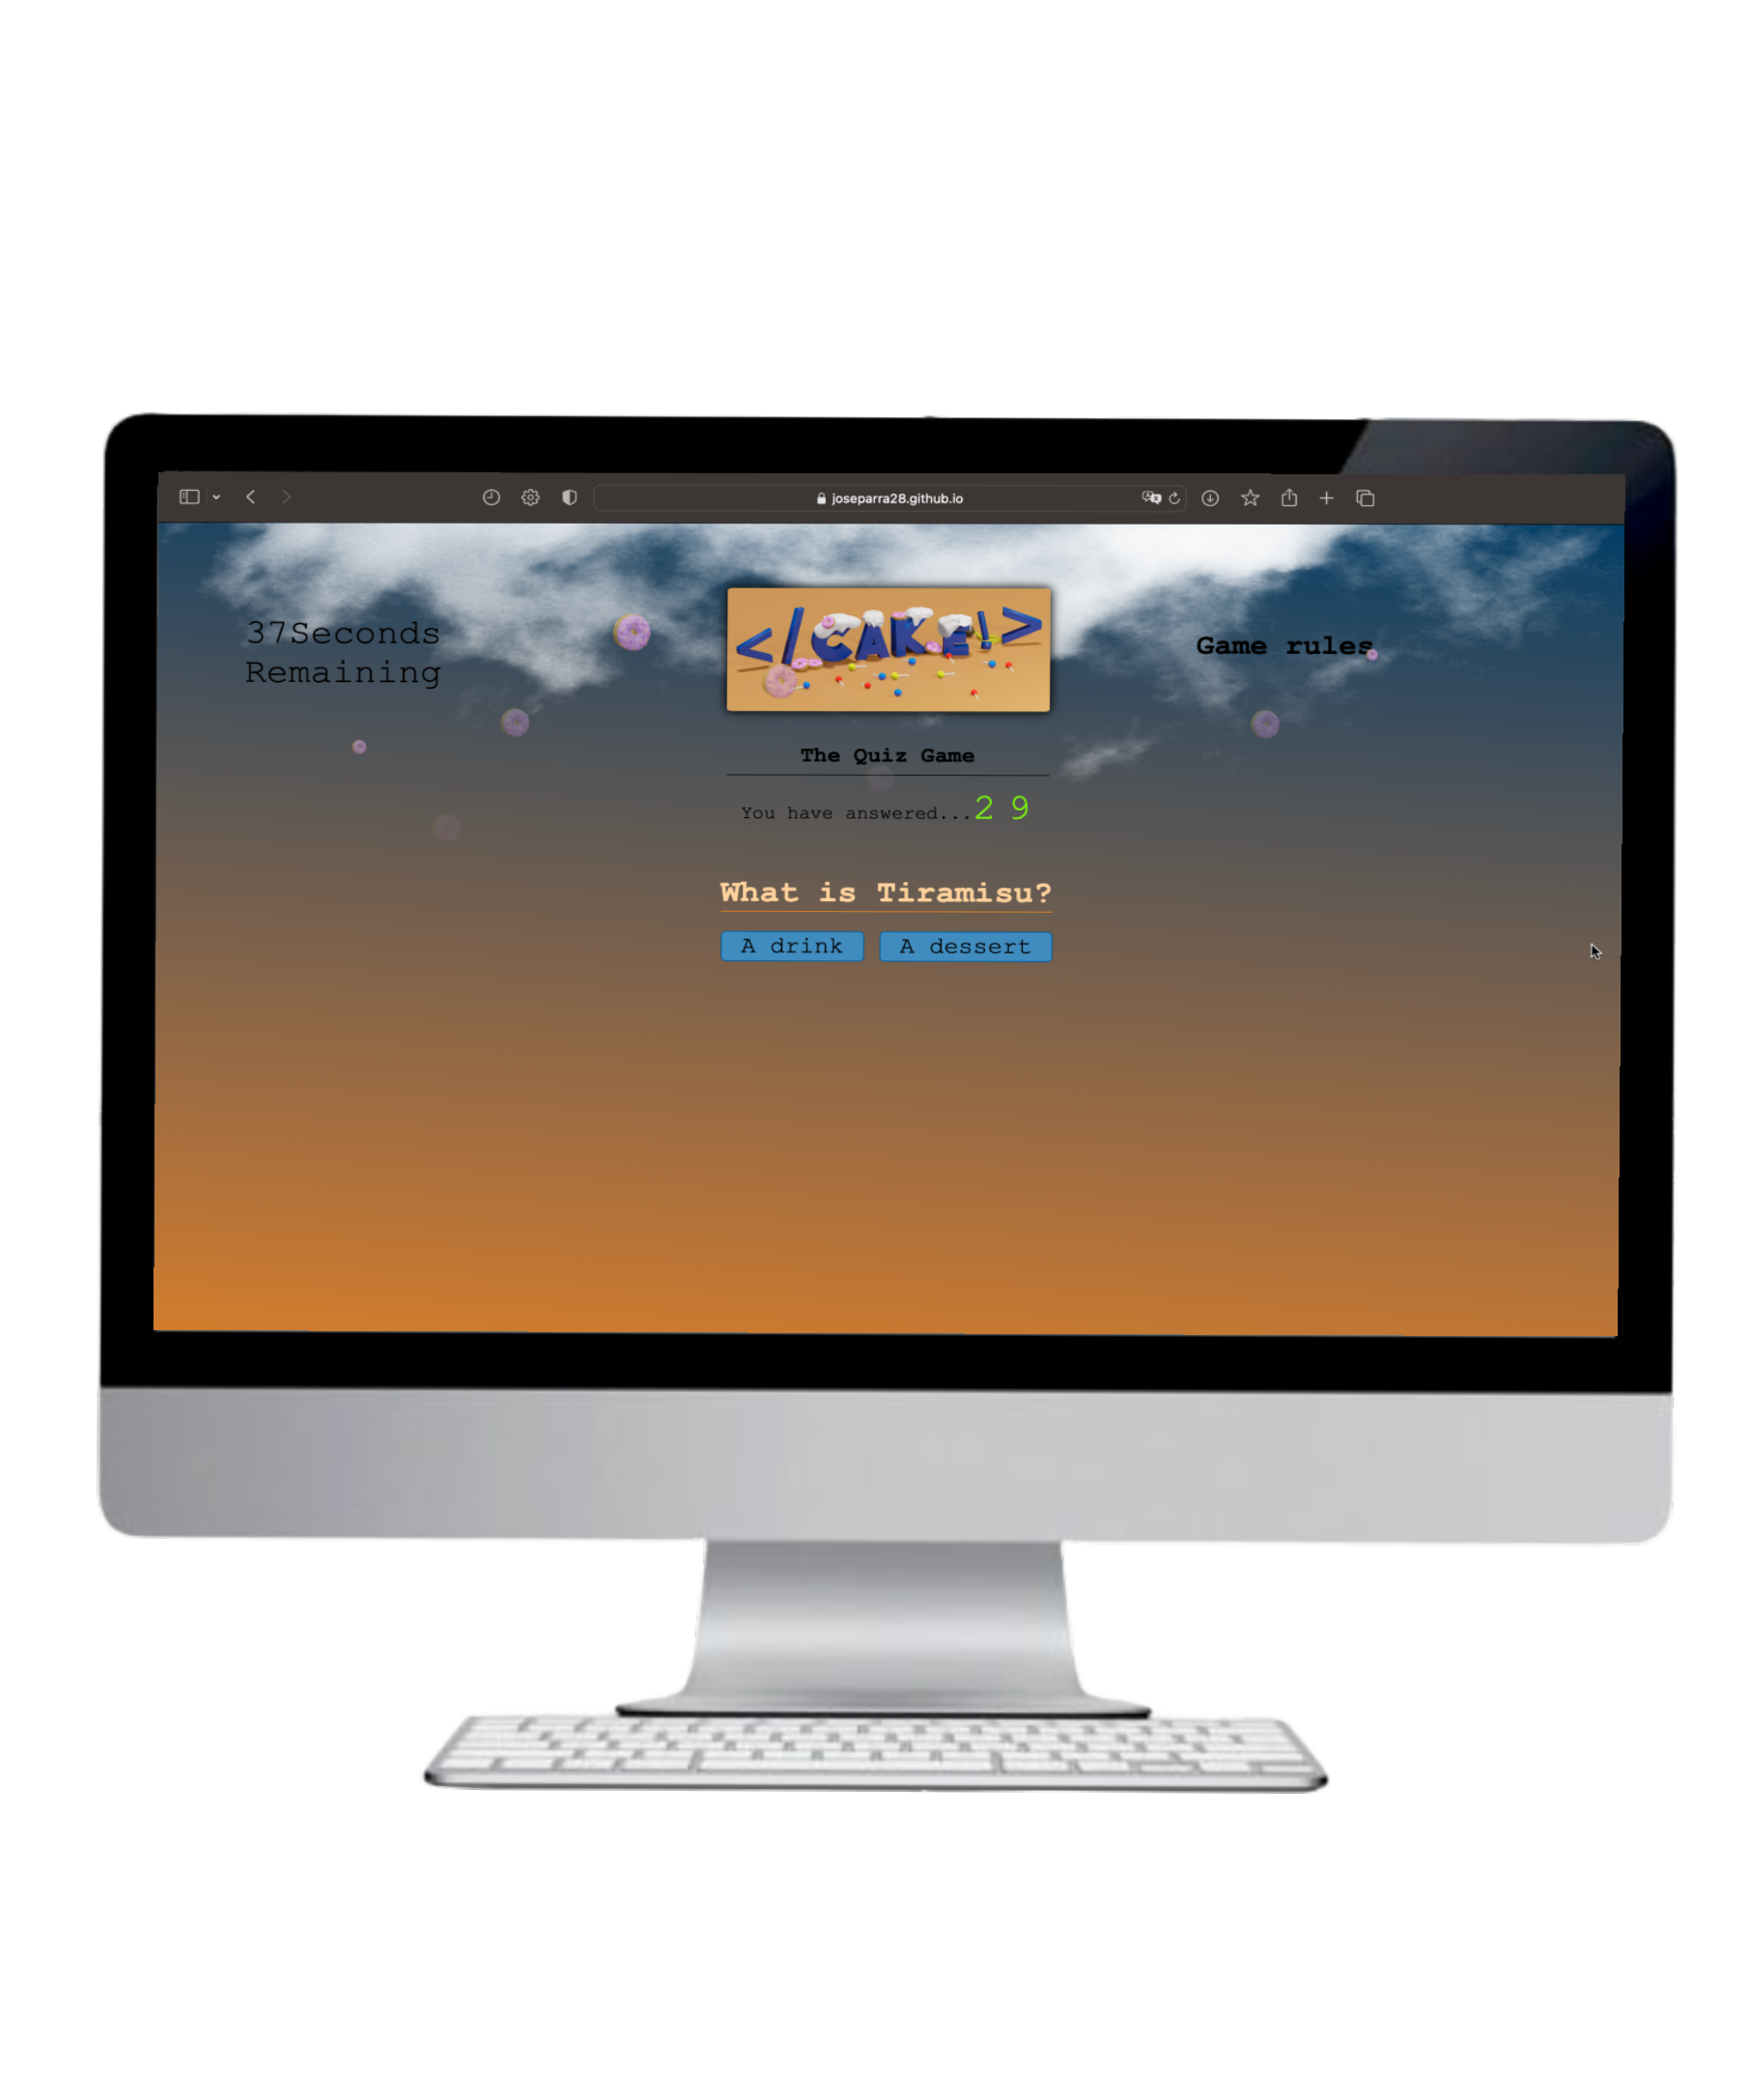 joseparra28.github.io
37Seconds
Remaining
</CAKE!>
Game rules
The Quiz Game
You have answered...2 9
What is Tiramisu?
A drink A dessert